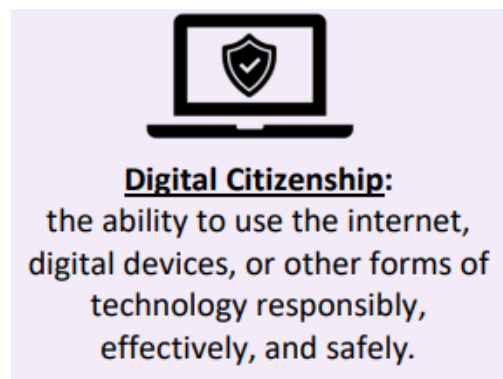 Digital Citizenship:
the ability to use the internet,
digital devices, or other forms of
technology responsibly,
effectively, and safely.